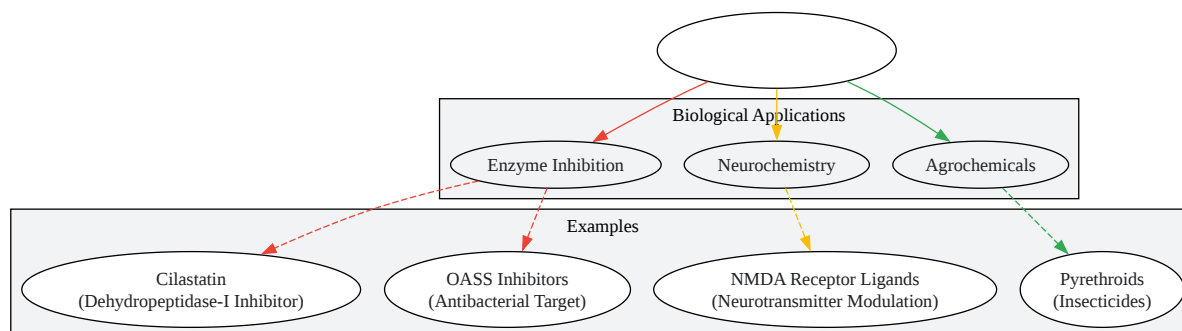 Biological Applications
Enzyme Inhibition
Neurochemistry
Agrochemicals
Examples
Cilastatin
(Dehydropeptidase-I Inhibitor)
OASS Inhibitors
(Antibacterial Target)
NMDA Receptor Ligands
(Neurotransmitter Modulation)
Pyrethroids
(Insecticides)